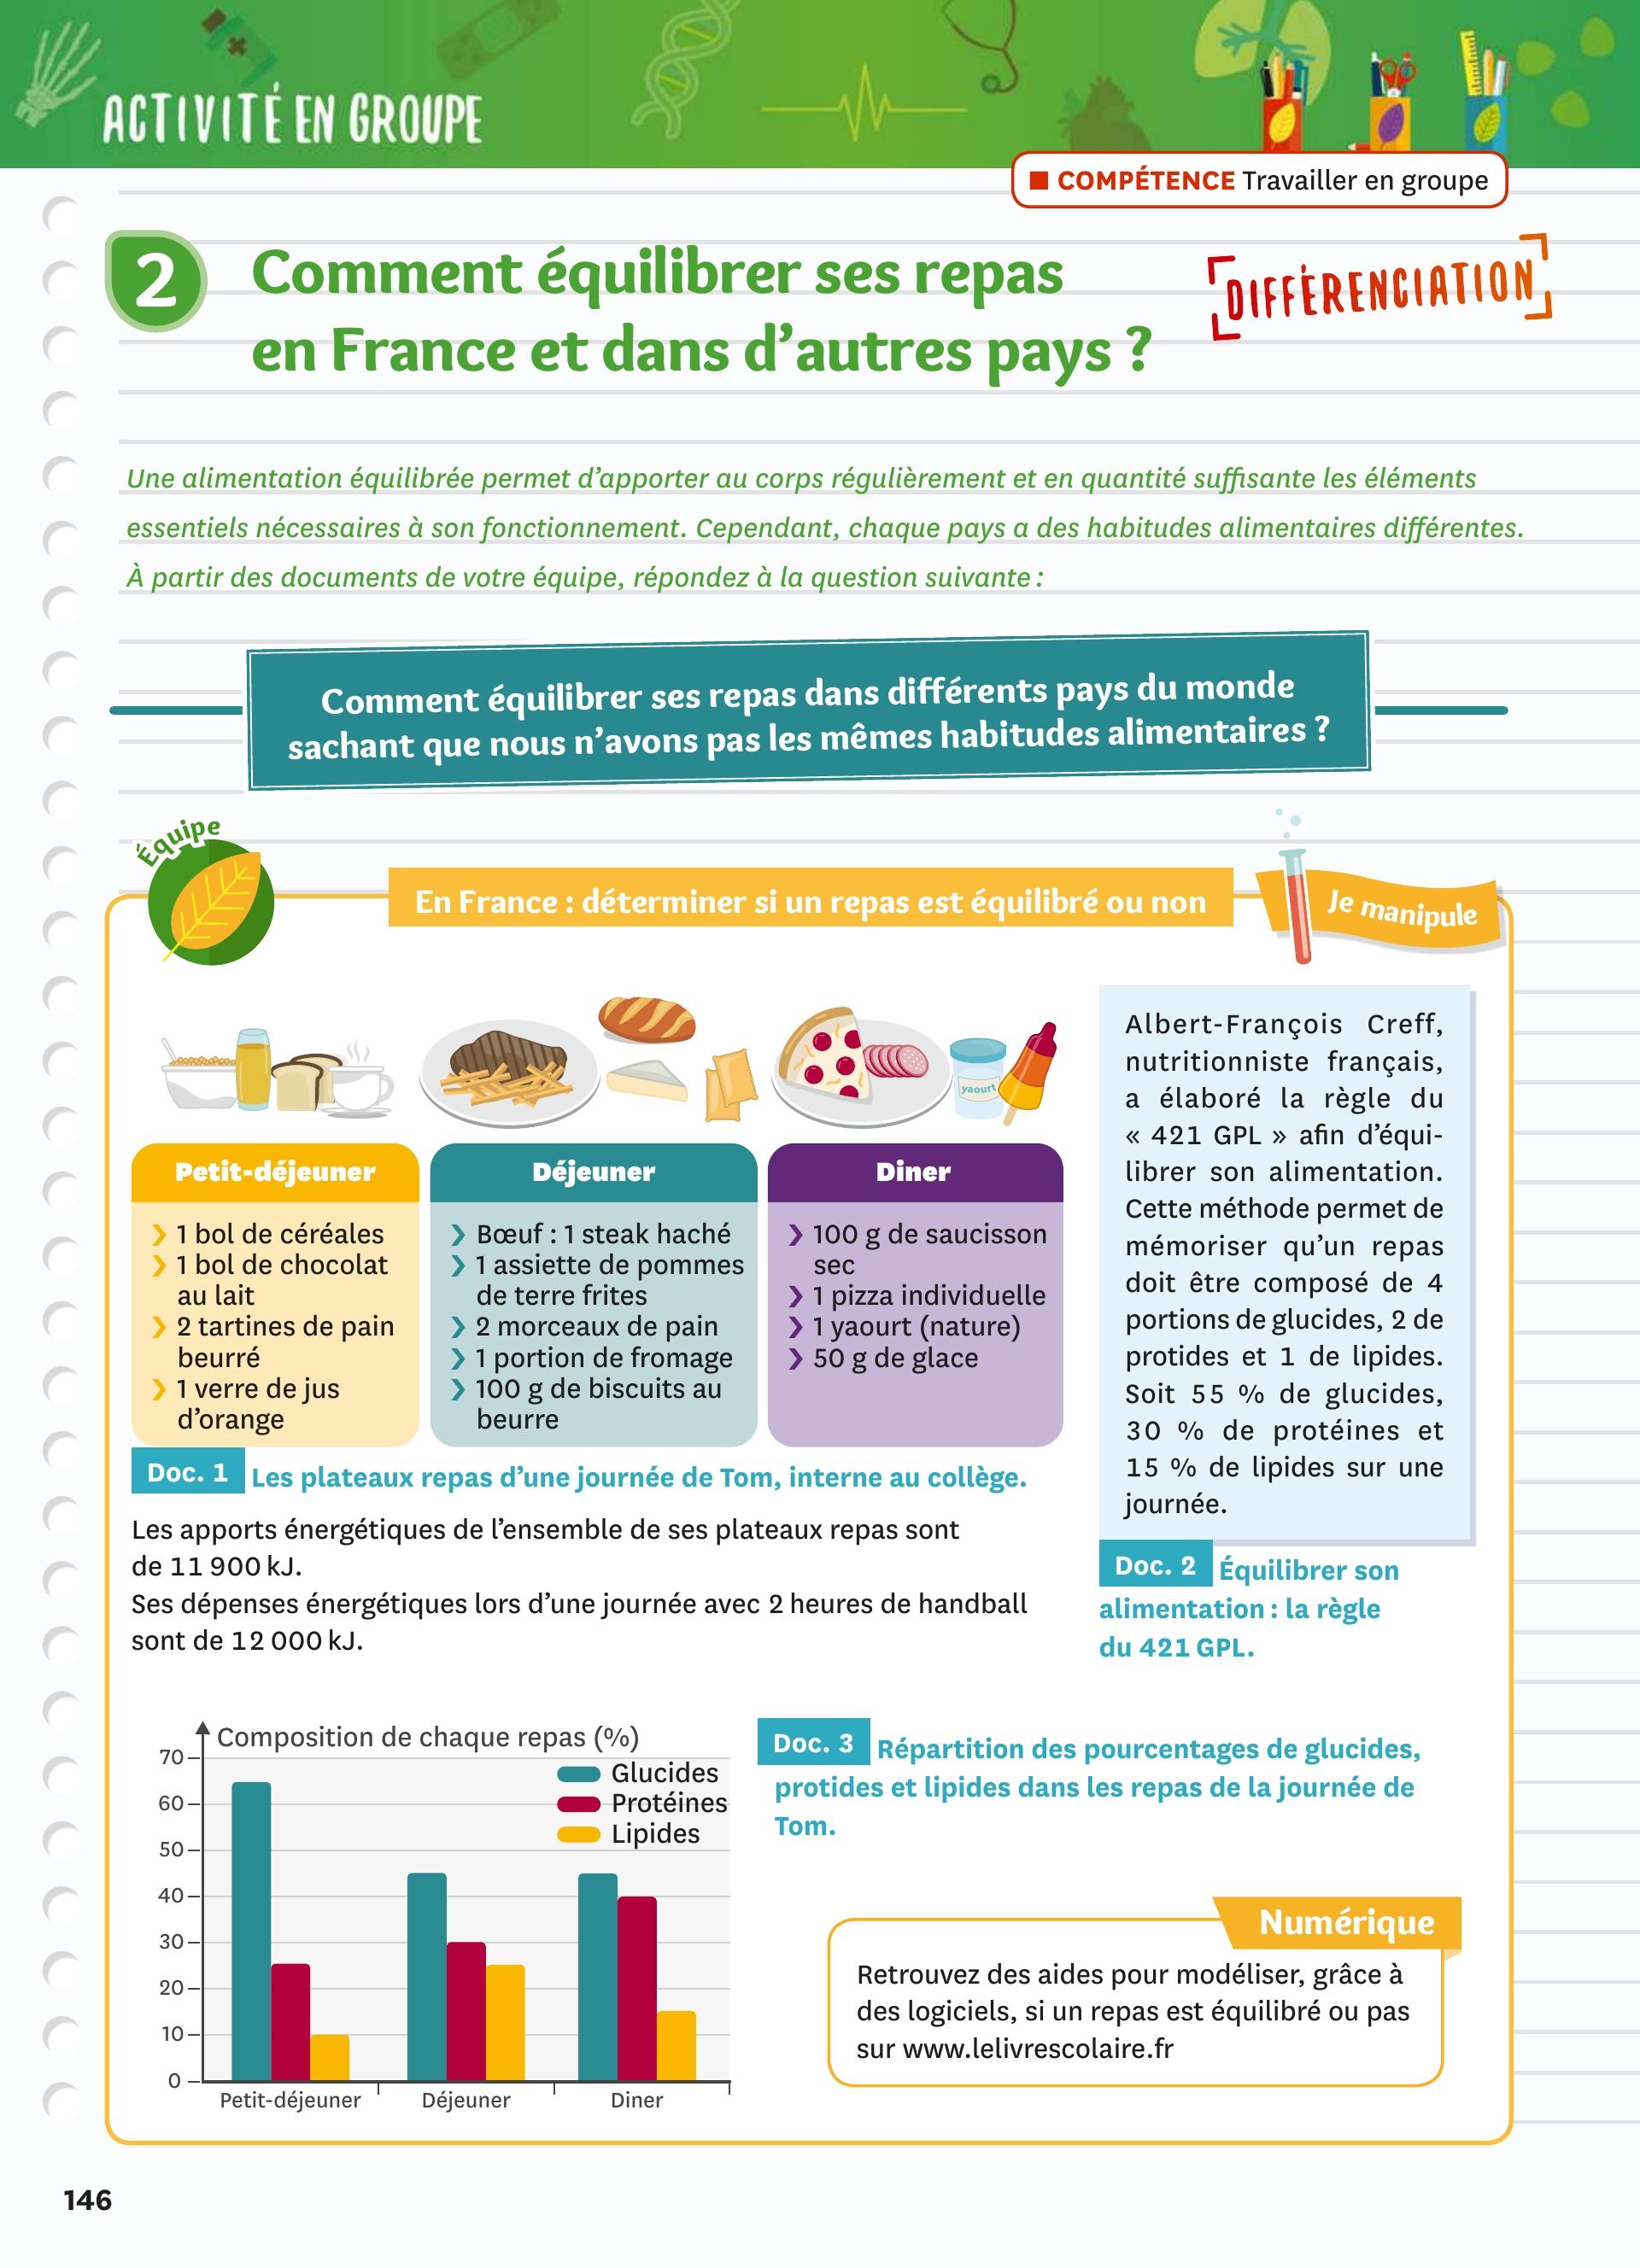 ACTIVITÉ EN GROUPE
COMPÉTENCE Travailler en groupe
2
Comment équilibrer ses repas
en France et dans d'autres pays ?
DIFFÉRENCIATION
Une alimentation équilibrée permet d'apporter au corps régulièrement et en quantité suffisante les éléments
essentiels nécessaires à son fonctionnement. Cependant, chaque pays a des habitudes alimentaires différentes.
À partir des documents de votre équipe, répondez à la question suivante :
Comment équilibrer ses repas dans différents pays du monde
sachant que nous n'avons pas les mêmes habitudes alimentaires ?
Équipe
En France : déterminer si un repas est équilibré ou non
Je manipule
yaourt
Petit-déjeuner
❯ 1 bol de céréales
❯ 1 bol de chocolat
au lait
❯ 2 tartines de pain
beurré
❯ 1 verre de jus
d'orange
Déjeuner
❯ Bœuf : 1 steak haché
❯ 1 assiette de pommes
de terre frites
❯ 2 morceaux de pain
❯ 1 portion de fromage
❯ 100 g de biscuits au
beurre
Diner
❯ 100 g de saucisson
sec
❯ 1 pizza individuelle
❯ 1 yaourt (nature)
❯ 50 g de glace
Doc. 1 Les plateaux repas d'une journée de Tom, interne au collège.
Les apports énergétiques de l'ensemble de ses plateaux repas sont
de 11 900 kJ.
Ses dépenses énergétiques lors d'une journée avec 2 heures de handball
sont de 12 000 kJ.
Albert-François Creff,
nutritionniste français,
a élaboré la règle du
« 421 GPL » afin d'équi-
librer son alimentation.
Cette méthode permet de
mémoriser qu'un repas
doit être composé de 4
portions de glucides, 2 de
protides et 1 de lipides.
Soit 55 % de glucides,
30 % de protéines et
15 % de lipides sur une
journée.
Doc. 2 Équilibrer son
alimentation : la règle
du 421 GPL.
Composition de chaque repas (%)
70
60
50
40
30
20
10
0
Glucides
Protéines
Lipides
Petit-déjeuner
Déjeuner
Diner
Doc. 3 Répartition des pourcentages de glucides,
protides et lipides dans les repas de la journée de
Tom.
Numérique
Retrouvez des aides pour modéliser, grâce à
des logiciels, si un repas est équilibré ou pas
sur www.lelivrescolaire.fr
146